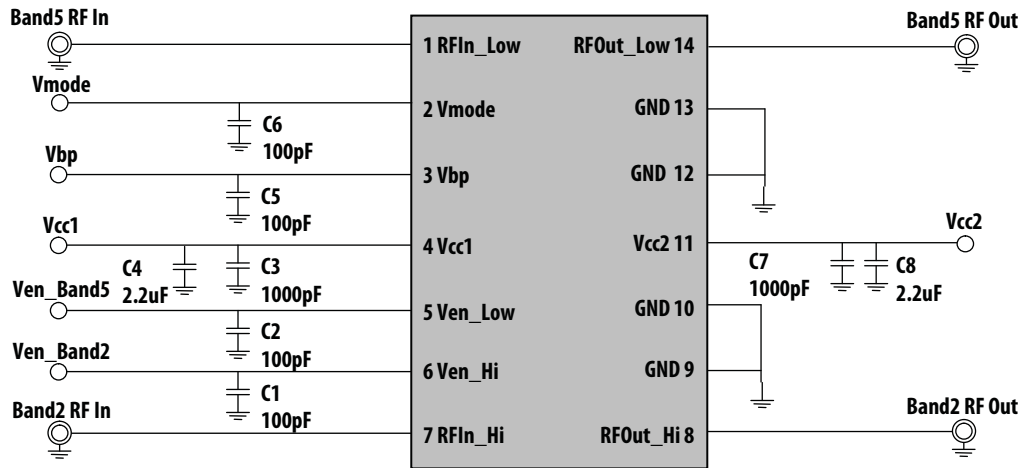 Band5 RF In
Vmode
C6
100pF
Vbp
C5
100pF
Vcc1
C4
2.2uF
C3
1000pF
Ven_Band5
C2
100pF
Ven_Band2
C1
100pF
Band2 RF In
1 RFIn_Low
2 Vmode
3 Vbp
4 Vcc1
5 Ven_Low
6 Ven_Hi
7 RFIn_Hi
RFOut_Low 14
GND 13
GND 12
Vcc2 11
GND 10
GND 9
RFOut_Hi 8
Band5 RF Out
Vcc2
C7
1000pF
C8
2.2uF
Band2 RF Out